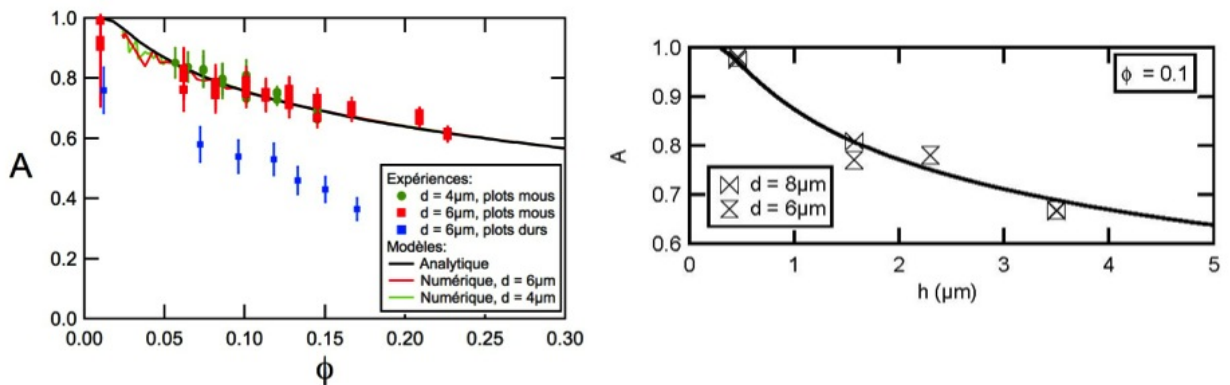 1.0
0.8
0.6
0.4
0.2
0.0
A
0.00
0.05
0.10
0.15
0.20
0.25
0.30
ϕ
Expériences:
d = 4µm, plots mous
d = 6µm, plots mous
d = 6µm, plots durs
Modèles:
Analytique
Numérique, d = 6µm
Numérique, d = 4µm
1.0
0.9
0.8
0.7
0.6
A
ϕ = 0.1
d = 8µm
d = 6µm
0
1
2
3
4
5
h (µm)